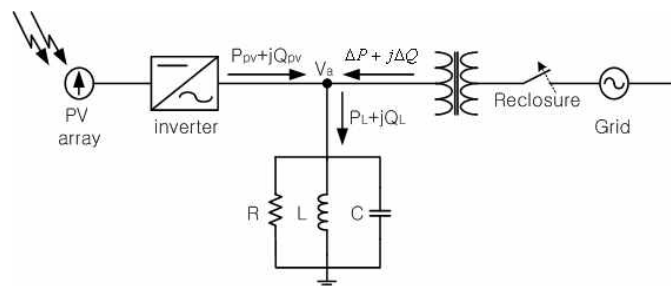 Ppv+jQpv
Va
ΔP + jΔQ
PV
array
inverter
PL+jQL
Reclosure
Grid
R
L
C